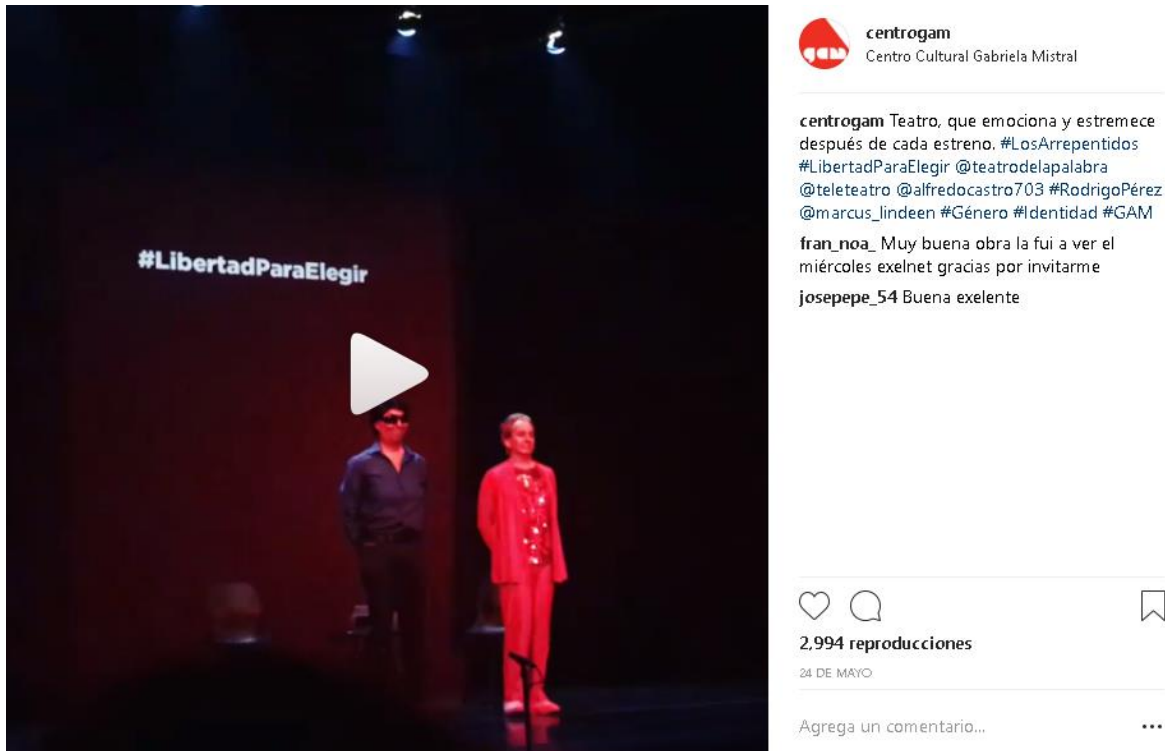 #LibertadParaElegir
gam
centrogam
Centro Cultural Gabriela Mistral
centrogam Teatro, que emociona y estremece
después de cada estreno. #LosArrepentidos
#LibertadParaElegir @teatrodelapalabra
@teleteatro @alfredocastro703 #RodrigoPérez
@marcus_lindeen #Género #Identidad #GAM
fran_noa_ Muy buena obra la fui a ver el
miércoles exelnet gracias por invitarme
josepepe_54 Buena exelente
2,994 reproducciones
24 DE MAYO
Agrega un comentario...